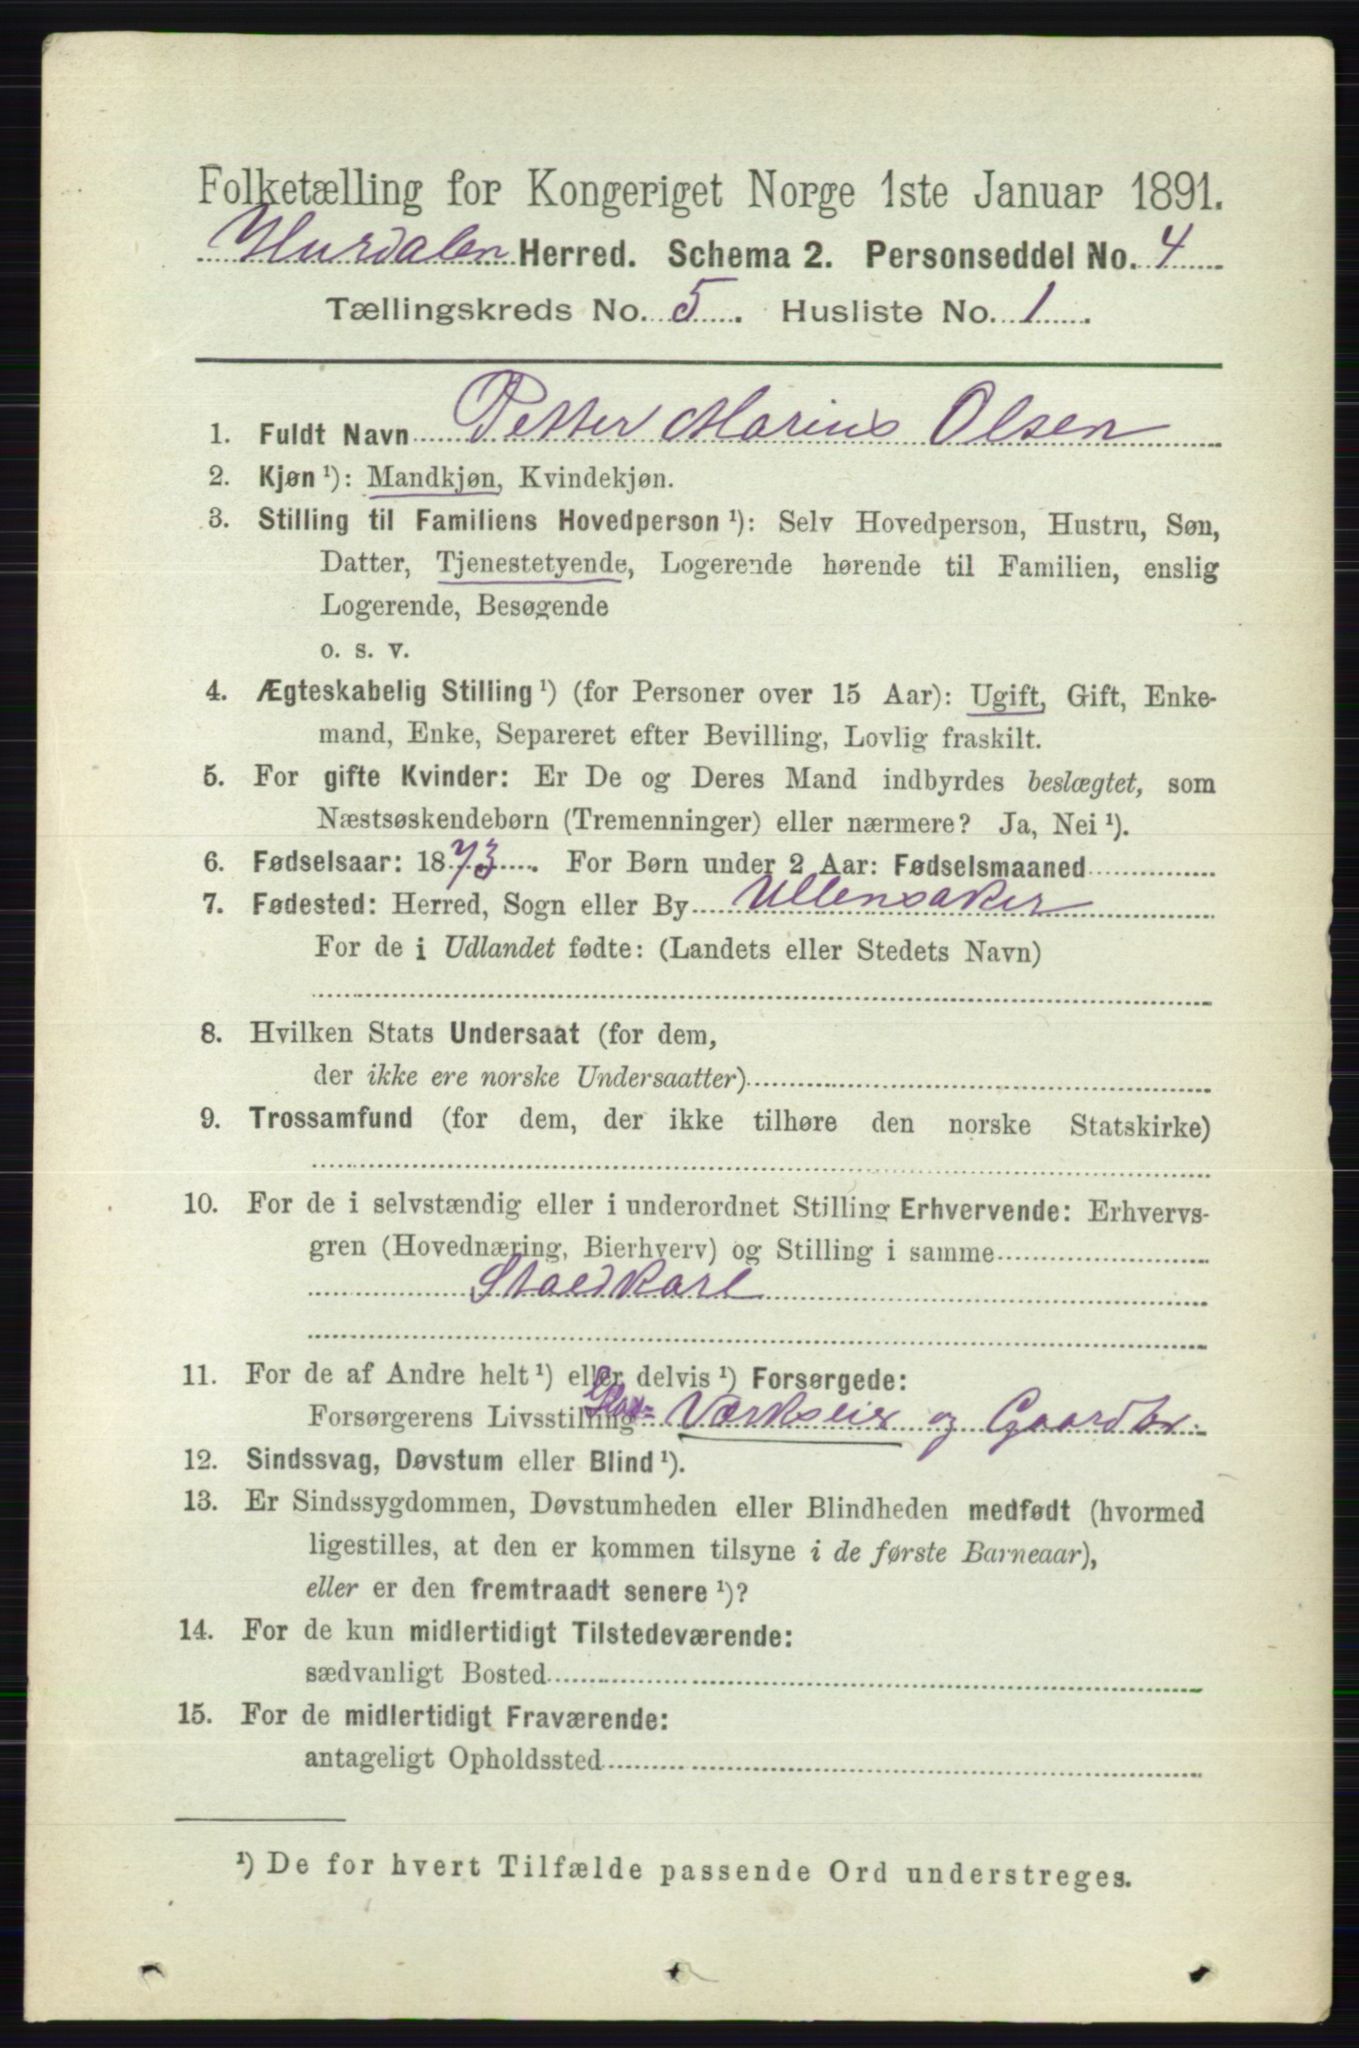 Folketælling for Kongeriget Norge 1ste Januar 1891.
Hurdalen Herred. Schema 2. Personseddel No. 4
Tællingskreds No. 5. Husliste No. 1.
1. Fuldt Navn Petter Marius Olsen
2. Kjøn ¹): Mandkjøn, Kvindekjøn.
3. Stilling til Familiens Hovedperson ¹): Selv Hovedperson, Hustru, Søn,
Datter, Tjenestetyende, Logerende hørende til Familien, enslig
Logerende, Besøgende
o. s. v.
4. Ægteskabelig Stilling ¹) (for Personer over 15 Aar): Ugift, Gift, Enke-
mand, Enke, Separeret efter Bevilling, Lovlig fraskilt.
5. For gifte Kvinder: Er De og Deres Mand indbyrdes beslægtet, som
Næstsøskendebørn (Tremenninger) eller nærmere? Ja, Nei ¹).
6. Fødselsaar: 1873. For Børn under 2 Aar: Fødselsmaaned
7. Fødested: Herred, Sogn eller By Ullensaker
For de i Udlandet fødte: (Landets eller Stedets Navn)
8. Hvilken Stats Undersaat (for dem,
der ikke ere norske Undersaatter)
9. Trossamfund (for dem, der ikke tilhøre den norske Statskirke)
10. For de i selvstændig eller i underordnet Stilling Erhvervende: Erhvervs-
gren (Hovednæring, Bierhverv) og Stilling i samme
Staldkarl
11. For de af Andre helt ¹) eller delvis ¹) Forsørgede:
Forsørgerens Livsstilling Glas- Værkseier og Gaardbr.
12. Sindssvag, Døvstum eller Blind ¹).
13. Er Sindssygdommen, Døvstumheden eller Blindheden medfødt (hvormed
ligestilles, at den er kommen tilsyne i de første Barneaar),
eller er den fremtraadt senere ¹)?
14. For de kun midlertidigt Tilstedeværende:
sædvanligt Bosted
15. For de midlertidigt Fraværende:
antageligt Opholdssted
¹) De for hvert Tilfælde passende Ord understreges.